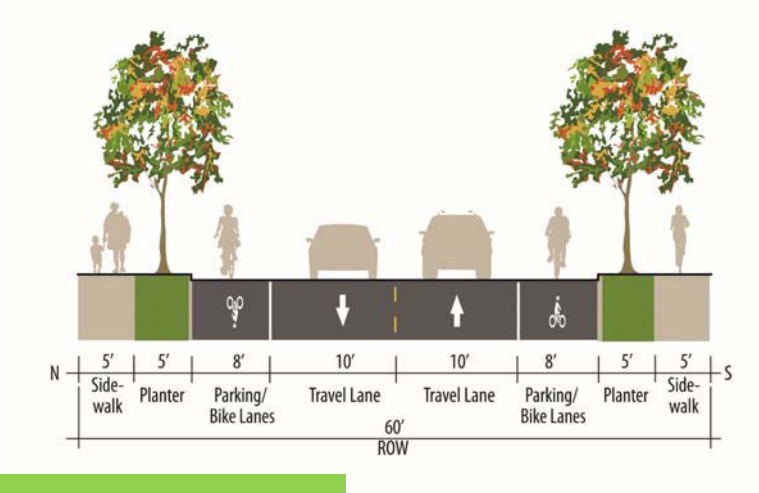 5' 5' 8' 10' 10' 8' 5' 5'
N S
Side-
walk
Planter
Parking/
Bike Lanes
Travel Lane
Travel Lane
Parking/
Bike Lanes
Planter
Side-
walk
60'
ROW